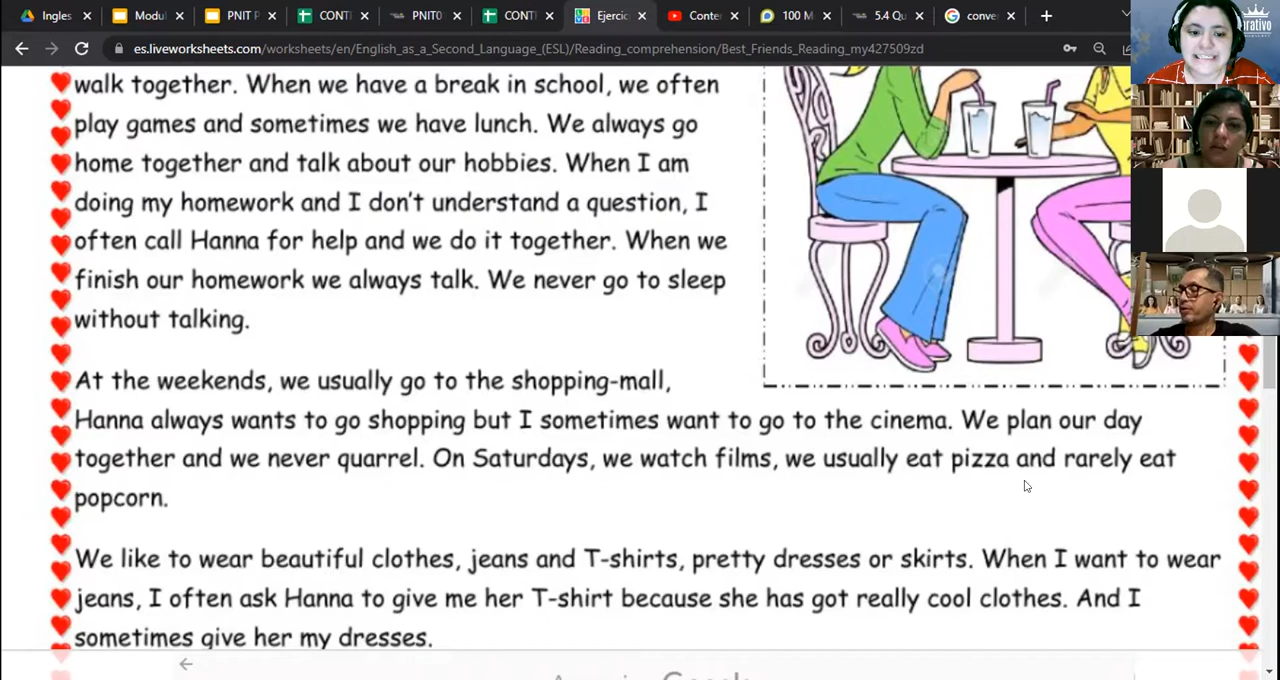 Ingles
Modul
PNIT P
CONTI
PNIT0
CONTI
Ejercic
Conter
100 M
5.4 Qu
conve
es.liveworksheets.com/worksheets/en/English_as_a_Second_Language_(ESL)/Reading_comprehension/Best_Friends_Reading_my427509zd
walk together. When we have a break in school, we often
play games and sometimes we have lunch. We always go
home together and talk about our hobbies. When I am
doing my homework and I don't understand a question, I
often call Hanna for help and we do it together. When we
finish our homework we always talk. We never go to sleep
without talking.
At the weekends, we usually go to the shopping-mall,
Hanna always wants to go shopping but I sometimes want to go to the cinema. We plan our day
together and we never quarrel. On Saturdays, we watch films, we usually eat pizza and rarely eat
popcorn.
We like to wear beautiful clothes, jeans and T-shirts, pretty dresses or skirts. When I want to wear
jeans, I often ask Hanna to give me her T-shirt because she has got really cool clothes. And I
sometimes give her my dresses.